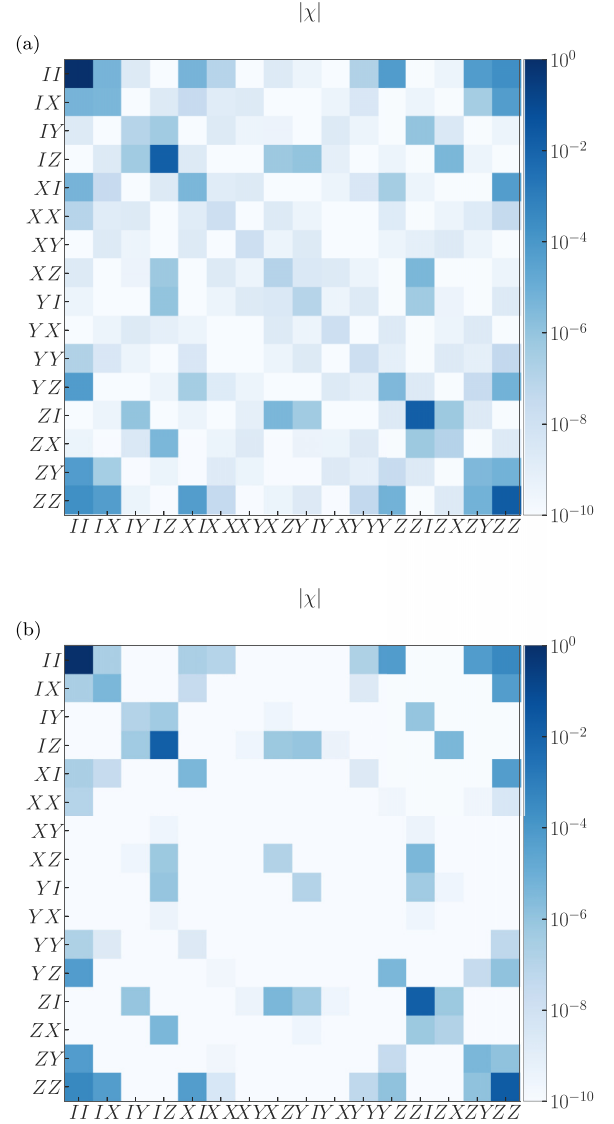 |χ|
(a)
II
IX
IY
IZ
XI
XX
XY
XZ
YI
YX
YY
YZ
ZI
ZX
ZY
ZZ
10^0
10^−2
10^−4
10^−6
10^−8
10^−10
II IX IY IZ XI XX XY XZ YI YX YY YZ ZI ZX ZY ZZ
|χ|
(b)
II
IX
IY
IZ
XI
XX
XY
XZ
YI
YX
YY
YZ
ZI
ZX
ZY
ZZ
10^0
10^−2
10^−4
10^−6
10^−8
10^−10
II IX IY IZ XI XX XY XZ YI YX YY YZ ZI ZX ZY ZZ